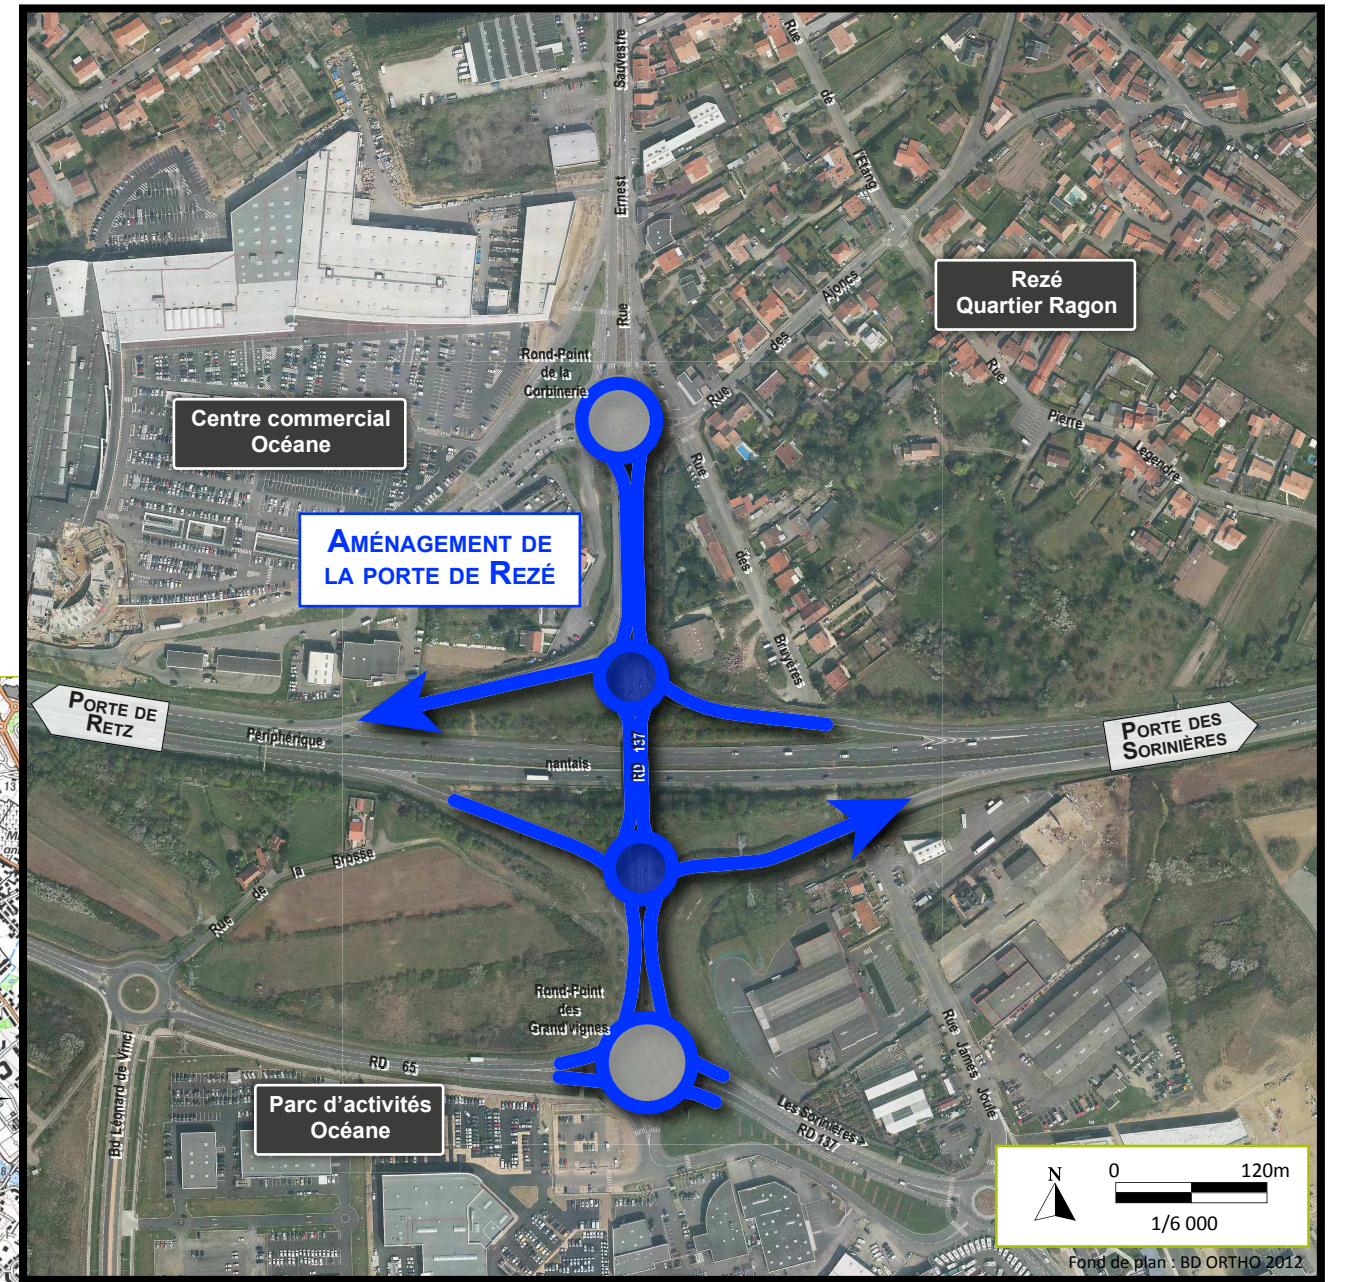 Rue
de
l'Etang
Rue Ernest Sauvestre
Rezé
Quartier Ragon
Rue des Ajoncs
Rond-Point
de la
Corbinerie
Rue Pierre Legendre
Centre commercial
Océane
Rue des Bruyères
AMÉNAGEMENT DE
LA PORTE DE REZÉ
PORTE DE
RETZ
PORTE DES
SORINIÈRES
Périphérique nantais
RD 137
Rue de la Brosse
Rond-Point
des
Grand vignes
Bd Léonard de Vinci
RD 65
Parc d'activités
Océane
Les Sorinières >
RD 137
Rue James Joule
N
0 120m
1/6 000
Fond de plan : BD ORTHO 2012
13